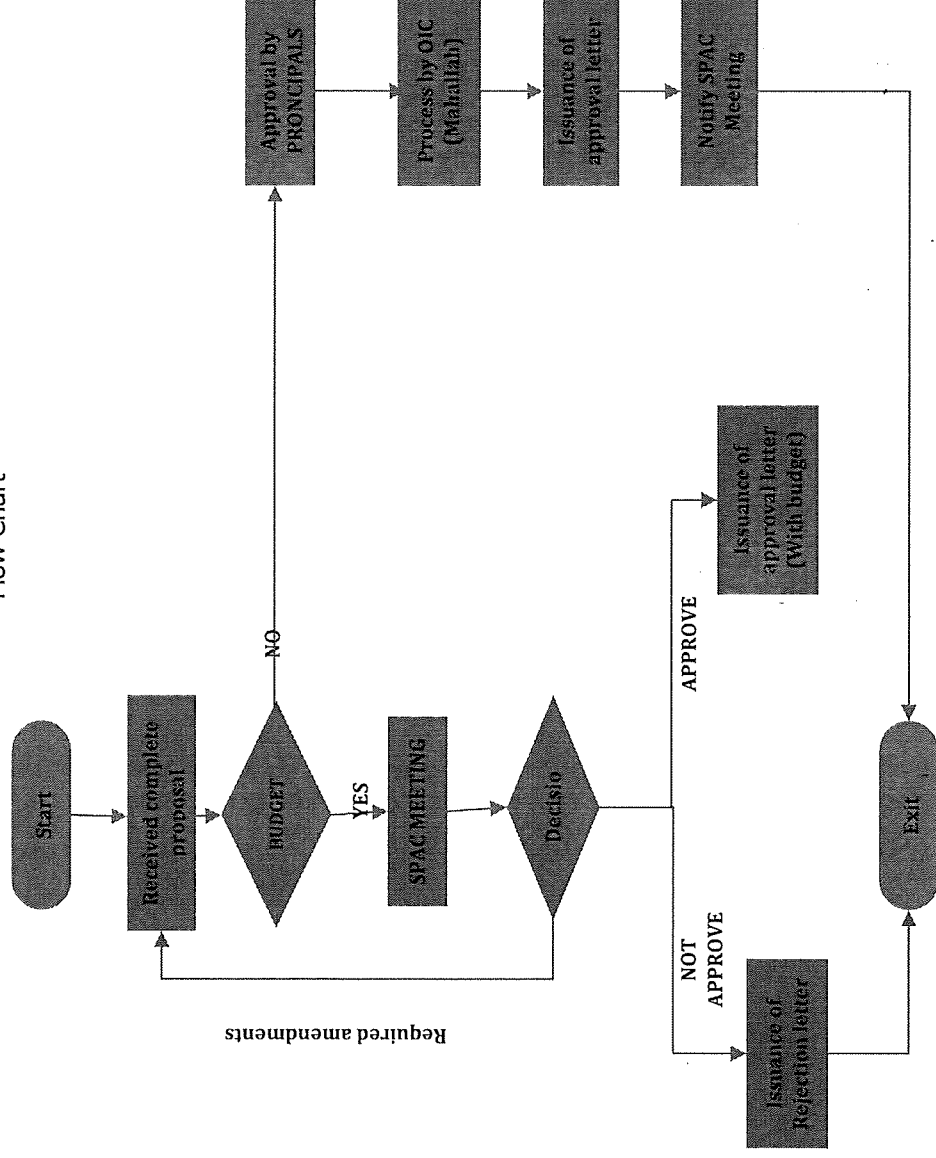 Flow Chart
Start
Received complete
proposal
BUDGET
NO
YES
SPAC MEETING
Decisio
Required amendments
APPROVE
NOT
APPROVE
Issuance of
approval letter
(With budget)
Issuance of
Rejection letter
Exit
Approval by
PRONCIPALS
Process by OIC
(Mahallah)
Issuance of
approval letter
Notify SPAC
Meeting